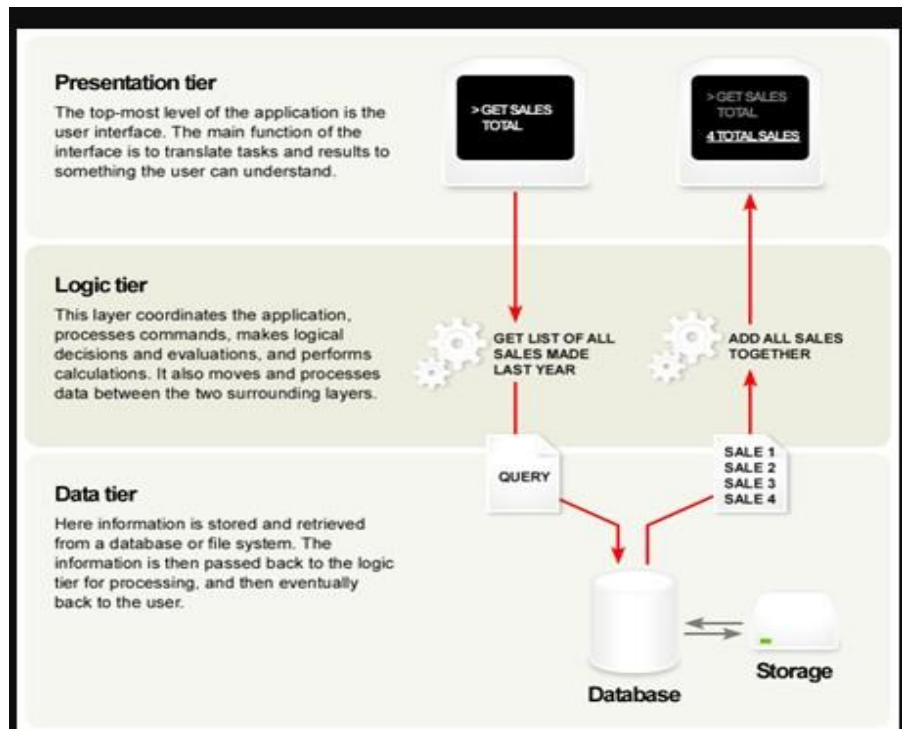 Presentation tier
The top-most level of the application is the
user interface. The main function of the
interface is to translate tasks and results to
something the user can understand.
> GET SALES
TOTAL
> GET SALES
TOTAL
4 TOTAL SALES
Logic tier
This layer coordinates the application,
processes commands, makes logical
decisions and evaluations, and performs
calculations. It also moves and processes
data between the two surrounding layers.
GET LIST OF ALL
SALES MADE
LAST YEAR
ADD ALL SALES
TOGETHER
Data tier
Here information is stored and retrieved
from a database or file system. The
information is then passed back to the logic
tier for processing, and then eventually
back to the user.
QUERY
SALE 1
SALE 2
SALE 3
SALE 4
Database
Storage